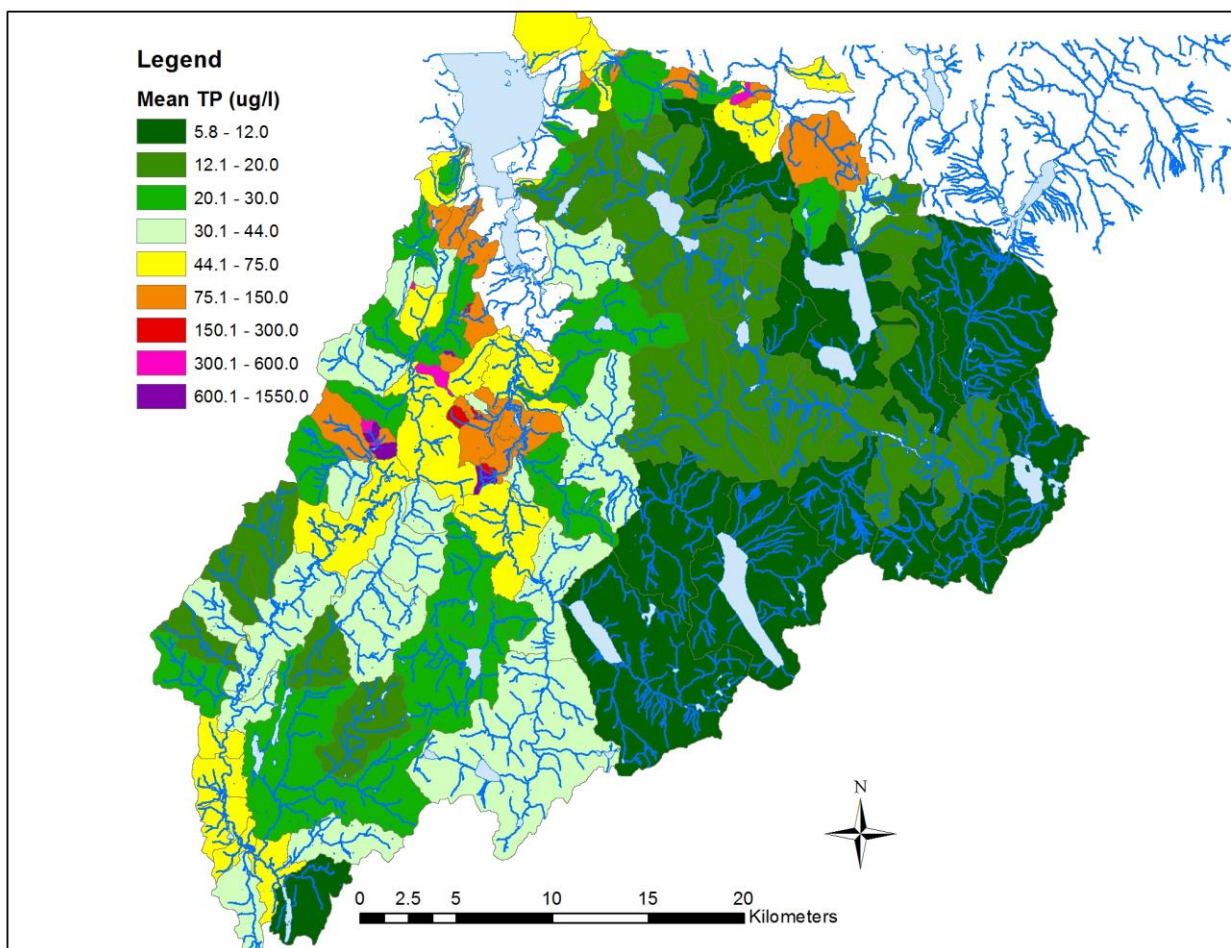 Legend
Mean TP (ug/l)
5.8 - 12.0
12.1 - 20.0
20.1 - 30.0
30.1 - 44.0
44.1 - 75.0
75.1 - 150.0
150.1 - 300.0
300.1 - 600.0
600.1 - 1550.0
N
0 2.5 5 10 15 20
Kilometers